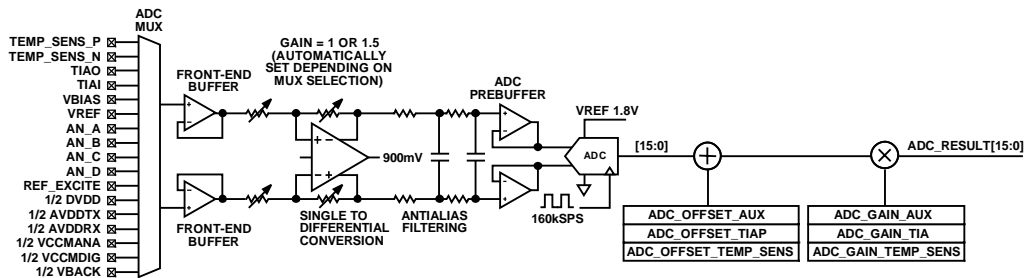 ADC
MUX
TEMP_SENS_P
TEMP_SENS_N
TIAO
TIAI
VBIAS
VREF
AN_A
AN_B
AN_C
AN_D
REF_EXCITE
1/2 DVDD
1/2 AVDDTX
1/2 AVDDRX
1/2 VCCMANA
1/2 VCCMDIG
1/2 VBACK
FRONT-END
BUFFER
+
−
−
+
FRONT-END
BUFFER
GAIN = 1 OR 1.5
(AUTOMATICALLY
SET DEPENDING ON
MUX SELECTION)
+ −
− +
900mV
SINGLE TO
DIFFERENTIAL
CONVERSION
ANTIALIAS
FILTERING
ADC
PREBUFFER
+
−
−
+
VREF 1.8V
ADC
160kSPS
[15:0]
+
×
ADC_RESULT[15:0]
ADC_OFFSET_AUX
ADC_OFFSET_TIAP
ADC_OFFSET_TEMP_SENS
ADC_GAIN_AUX
ADC_GAIN_TIA
ADC_GAIN_TEMP_SENS